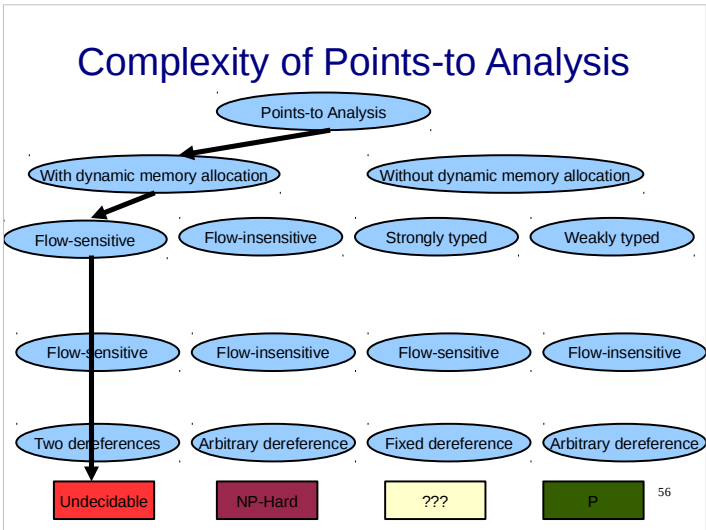 Complexity of Points-to Analysis
Points-to Analysis
With dynamic memory allocation
Without dynamic memory allocation
Flow-sensitive
Flow-insensitive
Strongly typed
Weakly typed
Flow-sensitive
Flow-insensitive
Flow-sensitive
Flow-insensitive
Two dereferences
Arbitrary dereference
Fixed dereference
Arbitrary dereference
Undecidable
NP-Hard
???
P
56